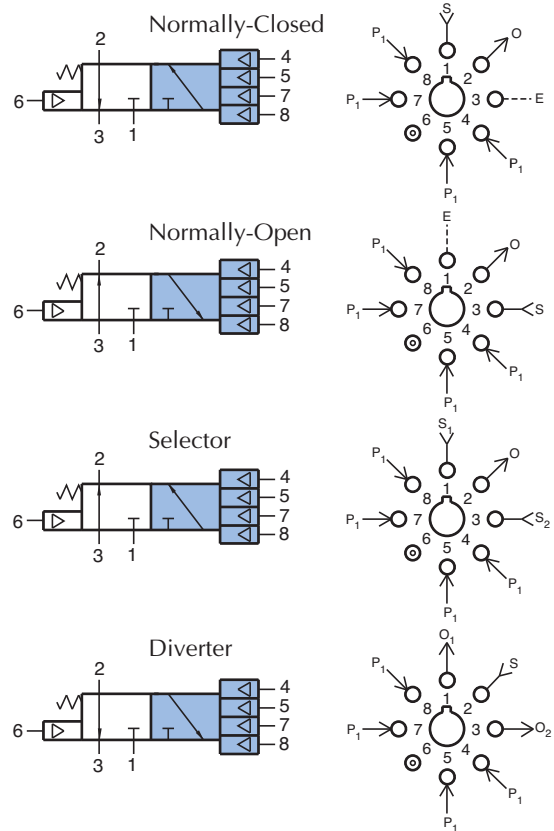 Normally-Closed
2
4
5
7
8
6
3 1
S
P₁ O
1
8 2
P₁ 7 3 E
6 4
5
P₁
P₁
Normally-Open
2
4
5
7
8
6
3 1
E
P₁ O
1
8 2
P₁ 7 3 S
6 4
5
P₁
P₁
Selector
2
4
5
7
8
6
3 1
S₁
P₁ O
1
8 2
P₁ 7 3 S₂
6 4
5
P₁
P₁
Diverter
2
4
5
7
8
6
3 1
O₁
P₁ S
1
8 2
P₁ 7 3 O₂
6 4
5
P₁
P₁